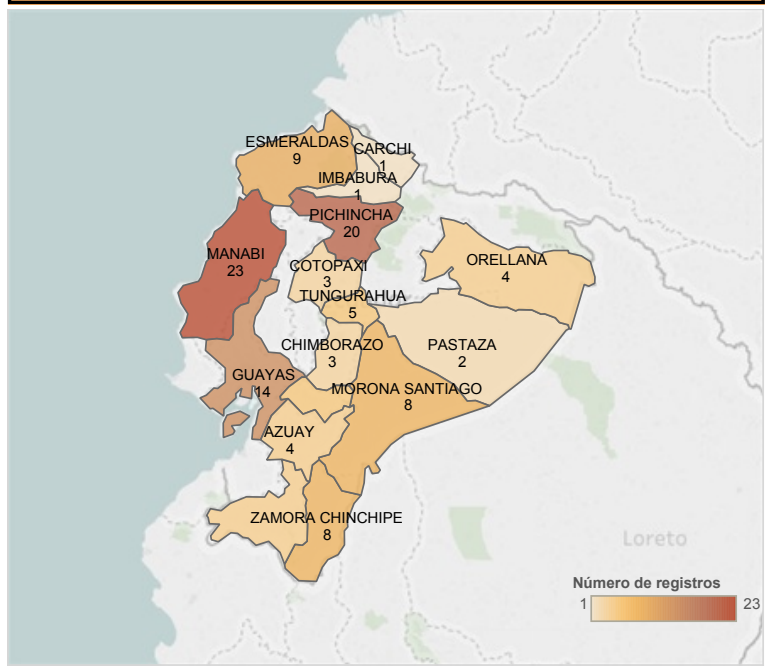 ESMERALDAS
9
CARCHI
1
IMBABURA
1
PICHINCHA
20
MANABI
23
COTOPAXI
3
ORELLANA
4
TUNGURAHUA
5
CHIMBORAZO
3
PASTAZA
2
GUAYAS
14
MORONA SANTIAGO
8
AZUAY
4
ZAMORA CHINCHIPE
8
Loreto
Número de registros
1 23